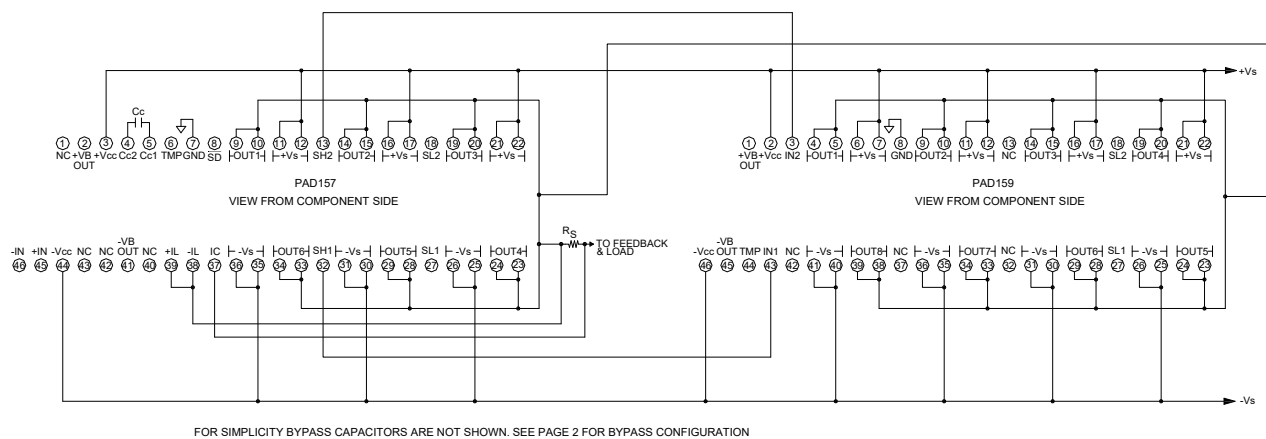 +Vs
Cc
1 2 3 4 5 6 7 8 9 10 11 12 13 14 15 16 17 18 19 20 21 22
NC +VB OUT +Vcc Cc2 Cc1 TMP GND SD OUT1 +Vs SH2 OUT2 +Vs SL2 OUT3 +Vs
PAD157
VIEW FROM COMPONENT SIDE
-IN +IN -Vcc NC NC -VB OUT NC +IL -IL IC -Vs OUT6 SH1 -Vs OUT5 SL1 -Vs OUT4
46 45 44 43 42 41 40 39 38 37 36 35 34 33 32 31 30 29 28 27 26 25 24 23
RS
TO FEEDBACK
& LOAD
1 2 3 4 5 6 7 8 9 10 11 12 13 14 15 16 17 18 19 20 21 22
+VB OUT +Vcc IN2 OUT1 +Vs GND OUT2 +Vs NC OUT3 +Vs SL2 OUT4 +Vs
PAD159
VIEW FROM COMPONENT SIDE
-Vcc -VB OUT TMP IN1 NC -Vs OUT8 NC -Vs OUT7 NC -Vs OUT6 SL1 -Vs OUT5
46 45 44 43 42 41 40 39 38 37 36 35 34 33 32 31 30 29 28 27 26 25 24 23
-Vs
FOR SIMPLICITY BYPASS CAPACITORS ARE NOT SHOWN. SEE PAGE 2 FOR BYPASS CONFIGURATION